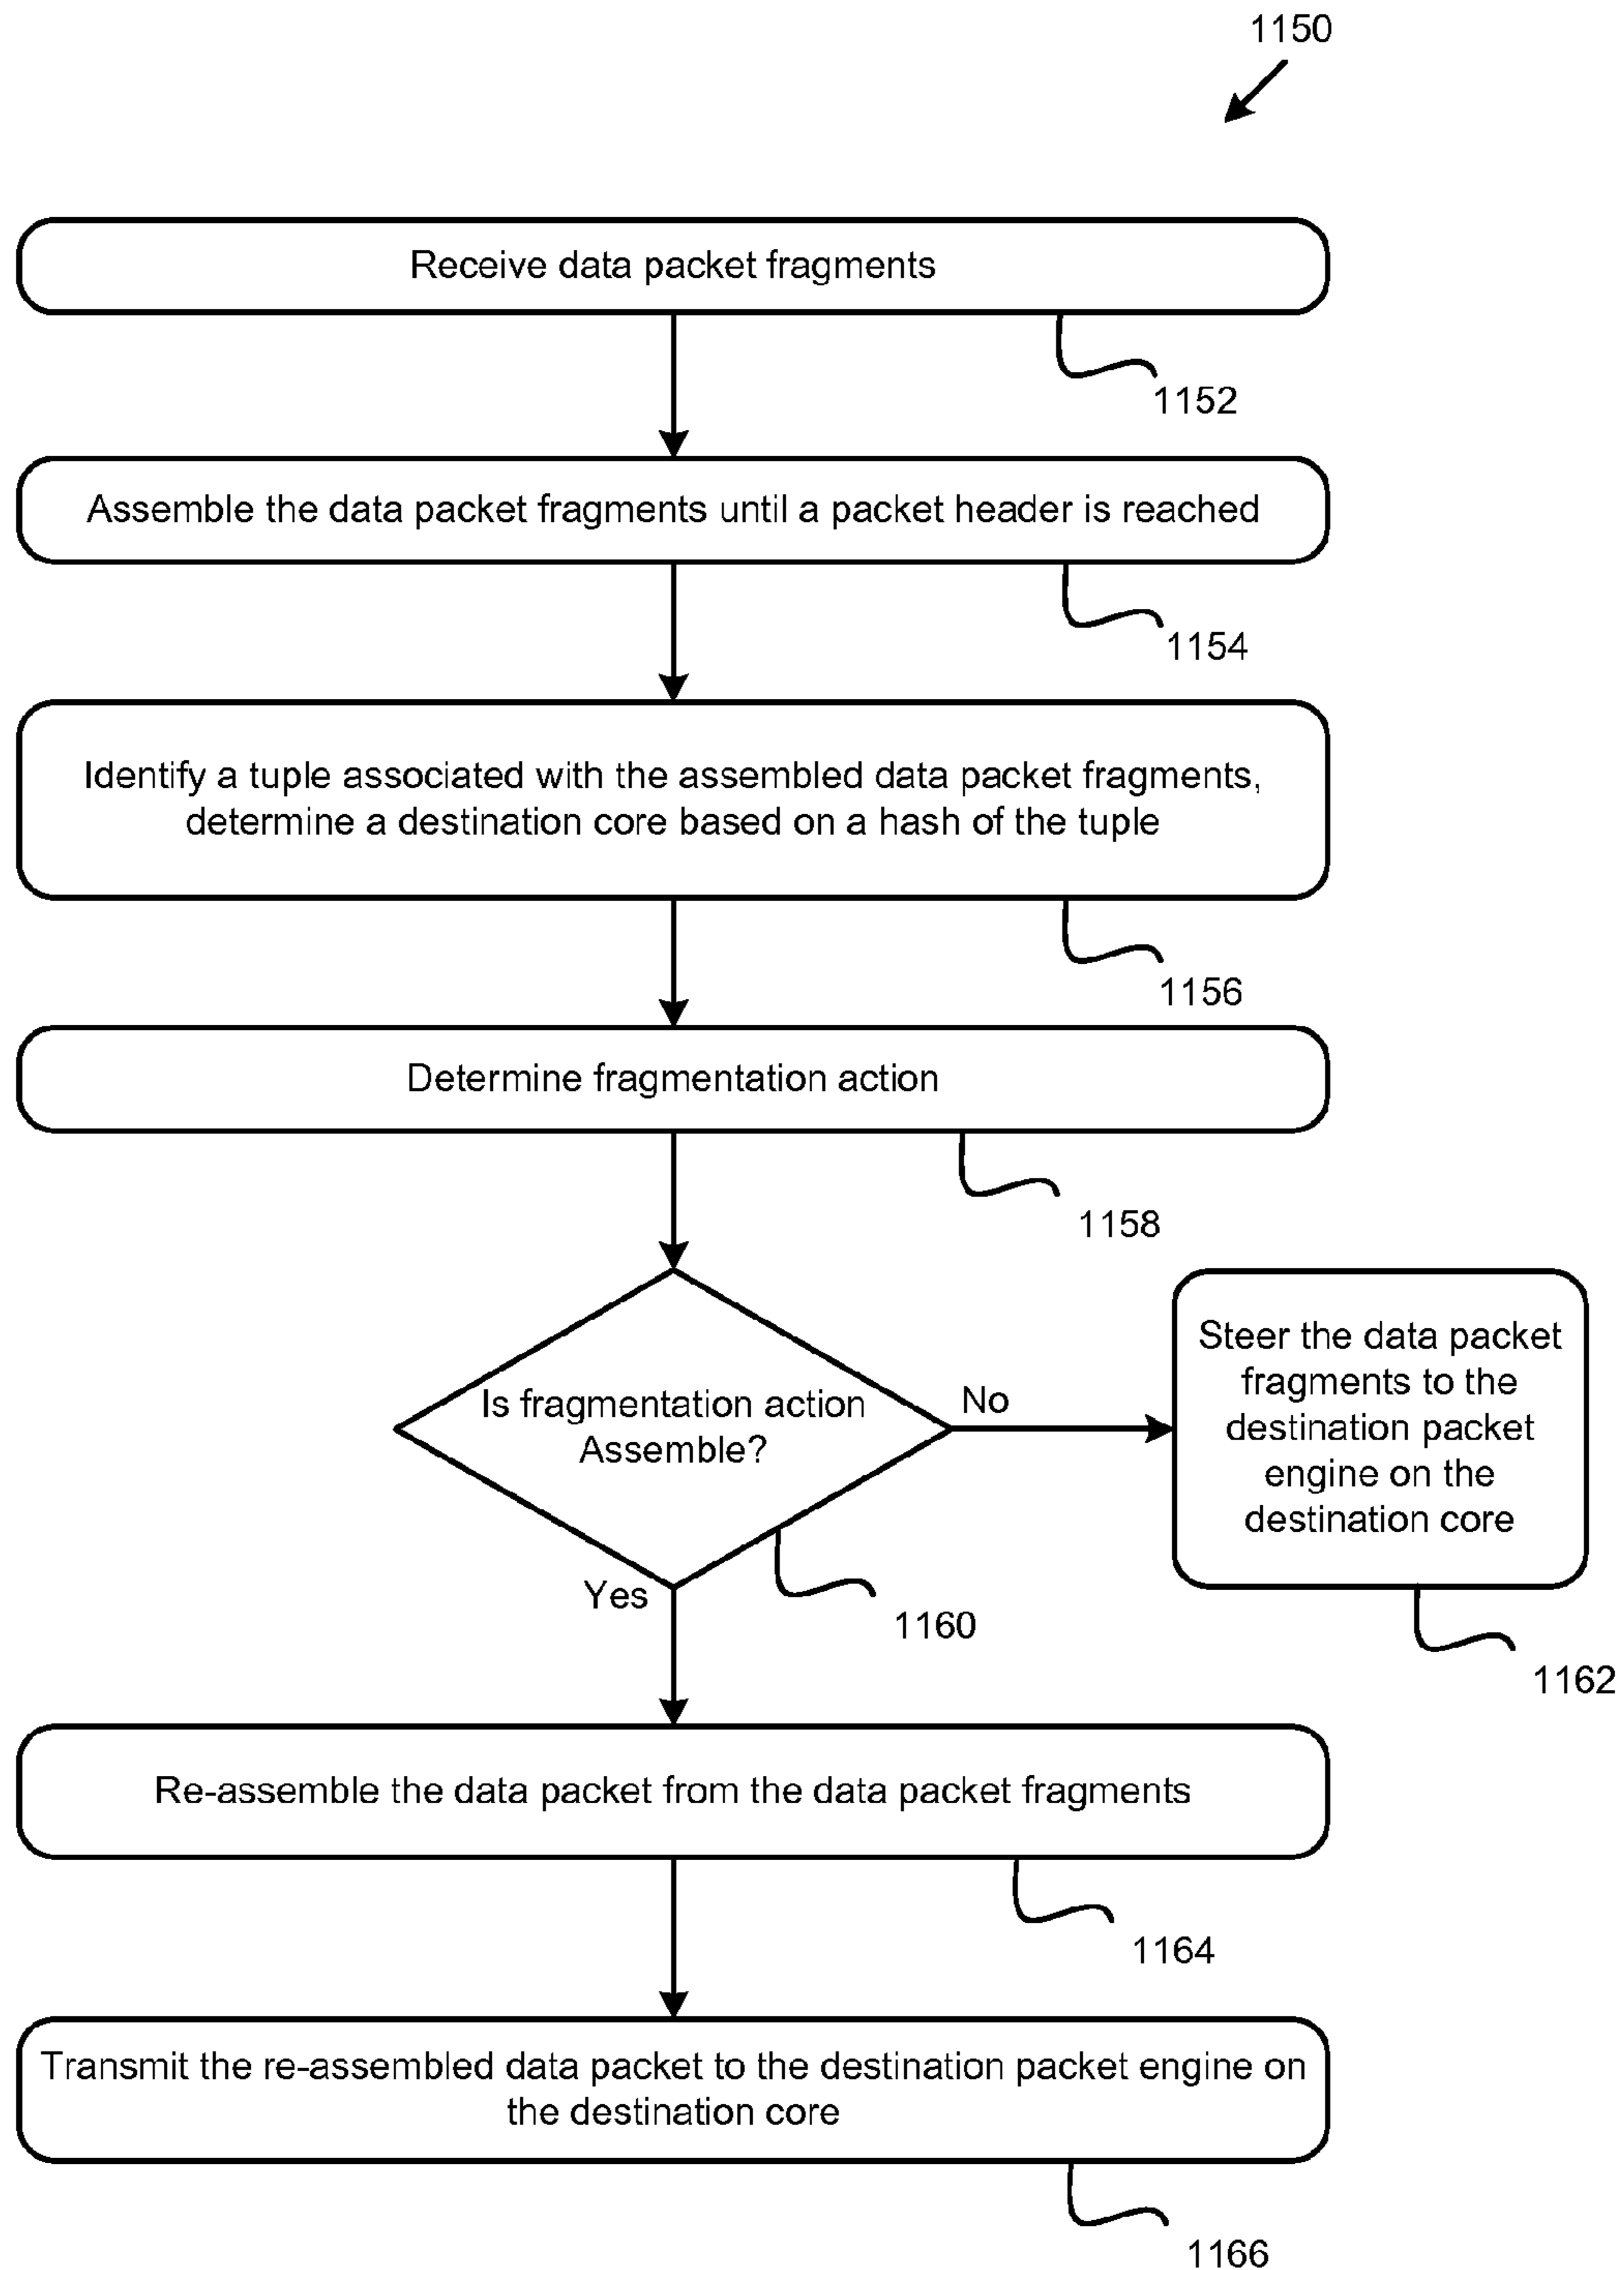 1150
Receive data packet fragments
1152
Assemble the data packet fragments until a packet header is reached
1154
Identify a tuple associated with the assembled data packet fragments,
determine a destination core based on a hash of the tuple
1156
Determine fragmentation action
1158
Is fragmentation action
Assemble?
No
Steer the data packet
fragments to the
destination packet
engine on the
destination core
Yes
1160
1162
Re-assemble the data packet from the data packet fragments
1164
Transmit the re-assembled data packet to the destination packet engine on
the destination core
1166